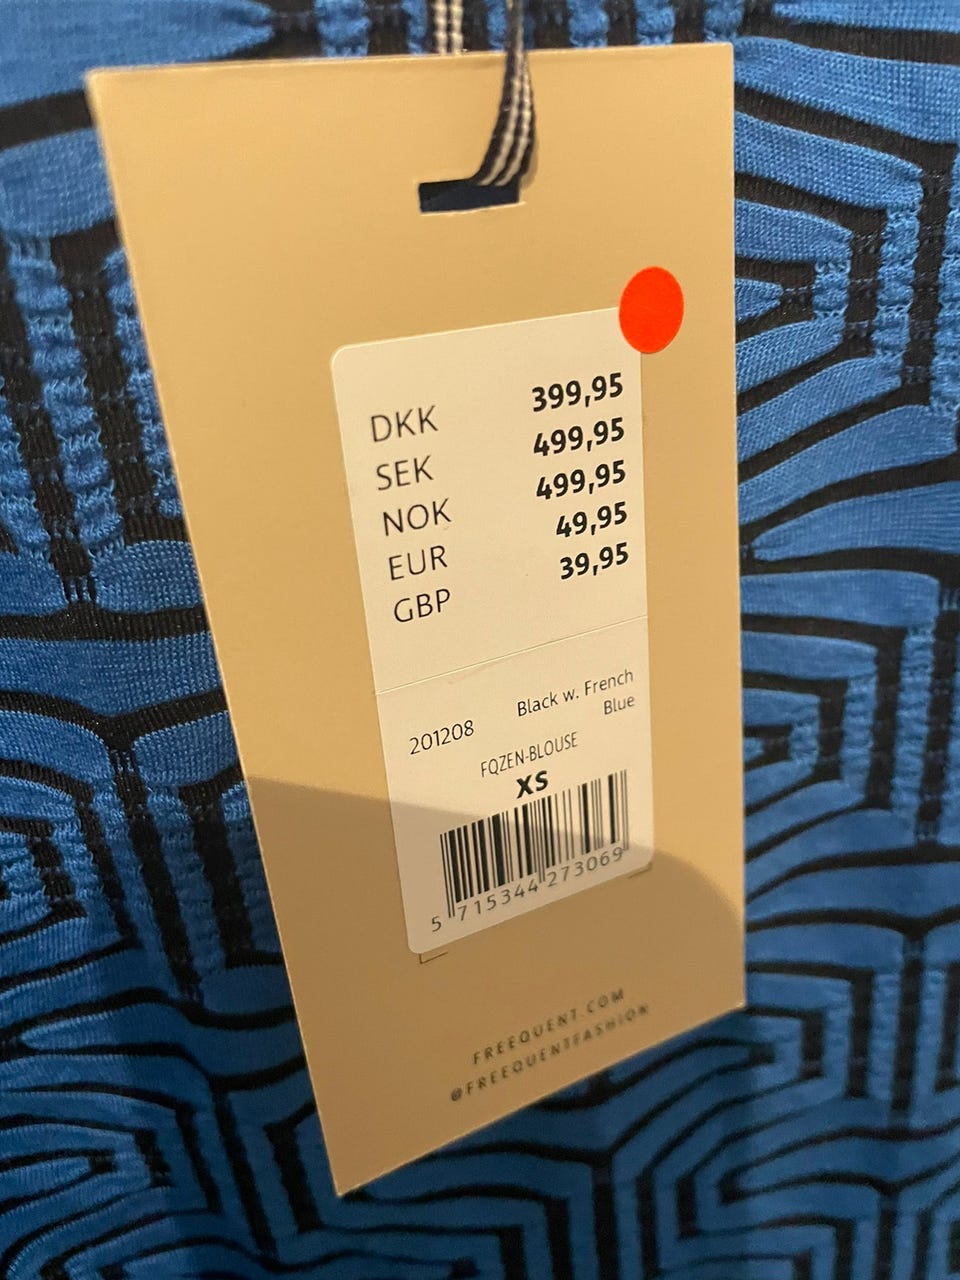 DKK 399,95
SEK 499,95
NOK 499,95
EUR 49,95
GBP 39,95
201208 Black w. French
Blue
FQZEN-BLOUSE
XS
5 715344 273069
FREEQUENT.COM
@FREEQUENTFASHION